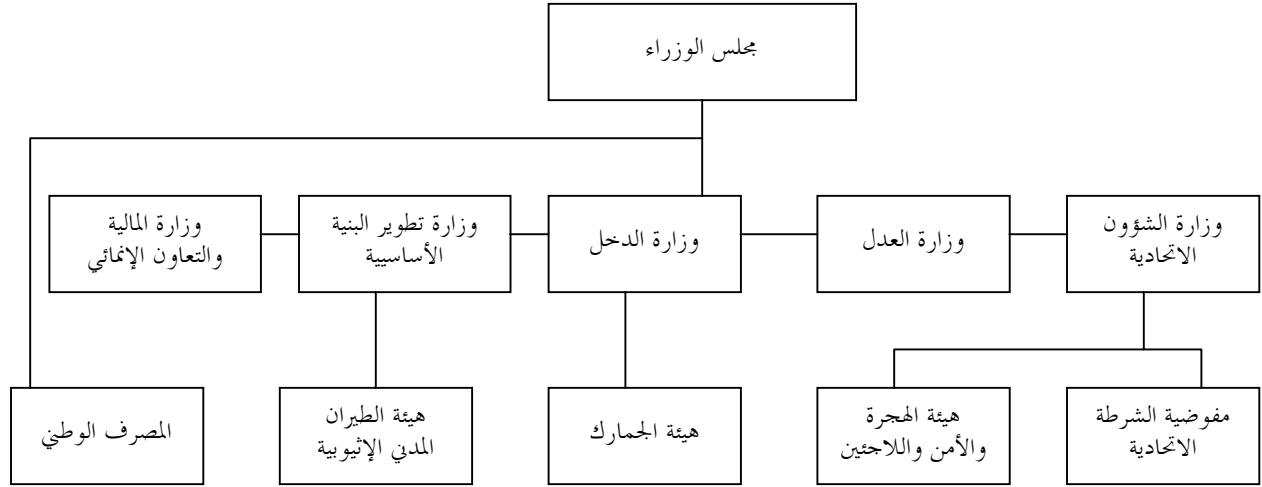 مجلس الوزراء
وزارة الشؤون
الاتحادية
وزارة العدل
وزارة الدخل
وزارة تطوير البنية
الأساسيية
وزارة المالية
والتعاون الإنمائي
مفوضية الشرطة
الاتحادية
هيئة الهجرة
والأمن واللاجئين
هيئة الجمارك
هيئة الطيران
المدني الإثيوبية
المصرف الوطني